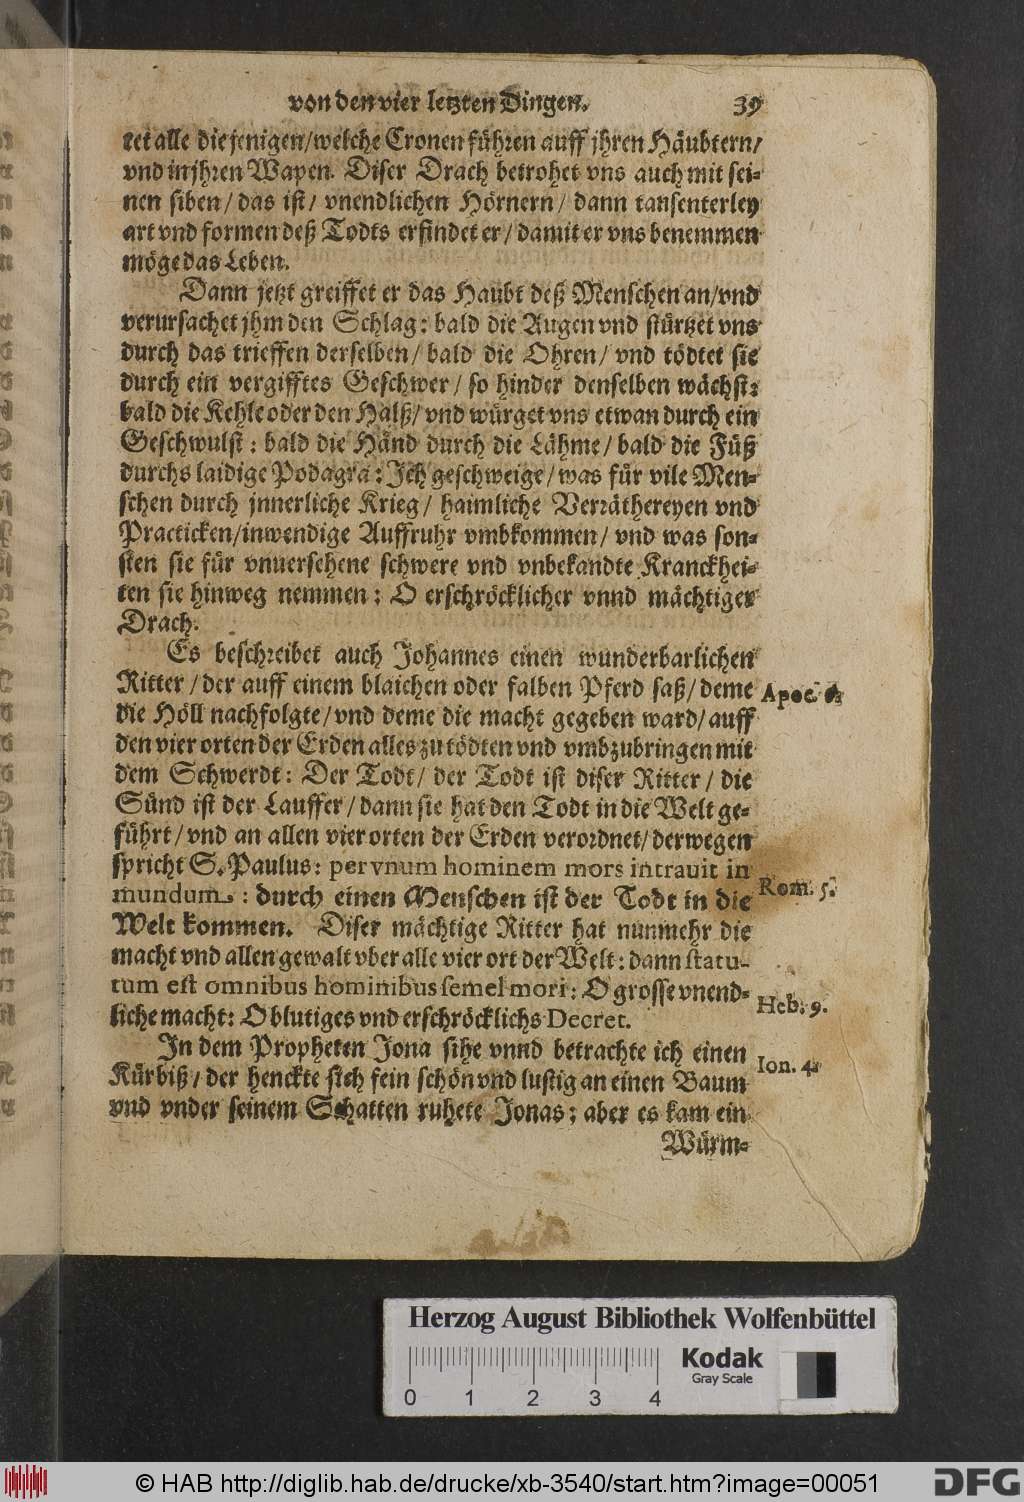 von den vier letzten Dingen. 39
tet alle die jenigen/welche Cronen führen auff jhren Häubtern/
vnd in jhren Wapen. Diser Drach betrohet vns auch mit sei-
nen siben/ das ist/ vnendlichen Hörnern/ dann tausenterley
art vnd formen deß Todts erfindet er/ damit er vns benemmen
möge das Leben.
Dann jetzt greiffet er das Haubt deß Menschen an/vnd
verursachet jhm den Schlag: bald die Augen vnd stürtzet vns
durch das trieffen derselben/ bald die Ohren/ vnd tödtet sie
durch ein vergifftes Geschwer/ so hinder denselben wächst:
bald die Kehle oder den Halß/ vnd würget vns etwan durch ein
Geschwulst: bald die Händ durch die Lähme/ bald die Füß
durchs laidige Podagra: Ich geschweige/ was für vile Men-
schen durch jnnerliche Krieg/ haimliche Verräthereyen vnd
Practicken/inwendige Auffruhr vmbkommen/ vnd was son-
sten sie für vnuersehene schwere vnd vnbekandte Kranckhei-
ten sie hinweg nemmen: O erschröcklicher vnnd mächtiger
Drach.
Es beschreibet auch Johannes einen wunderbarlichen
Ritter/der auff einem blaichen oder falben Pferd saß/ deme Apoc.
die Höll nachfolgte/vnd deme die macht gegeben ward/auff
den vier orten der Erden alles zu tödten vnd vmbzubringen mit
dem Schwerdt: Der Todt/ der Todt ist diser Ritter/ die
Sünd ist der Lauffer/dann sie hat den Todt in die Welt ge-
führt/vnd an allen vier orten der Erden verordnet/derwegen
spricht S. Paulus: per vnum hominem mors intrauit in
mundum: durch einen Menschen ist der Todt in die Rom. 5.
Welt kommen. Diser mächtige Ritter hat nunmehr die
macht vnd allen gewalt vber alle vier ort der Welt: dann statu-
tum est omnibus hominibus semel mori: O grosse vnend- Heb. 9.
liche macht: O blutiges vnd erschröcklichs Decret.
In dem Propheten Jona sihe vnnd betrachte ich einen Ion. 4.
Kürbiß/der henckte sich fein schön vnd lustig an einen Baum
vnd vnder seinem Schatten ruhete Jonas: aber es kam ein
Würm-
Herzog August Bibliothek Wolfenbüttel
Kodak
Gray Scale
0 1 2 3 4
© HAB http://diglib.hab.de/drucke/xb-3540/start.htm?image=00051
DFG